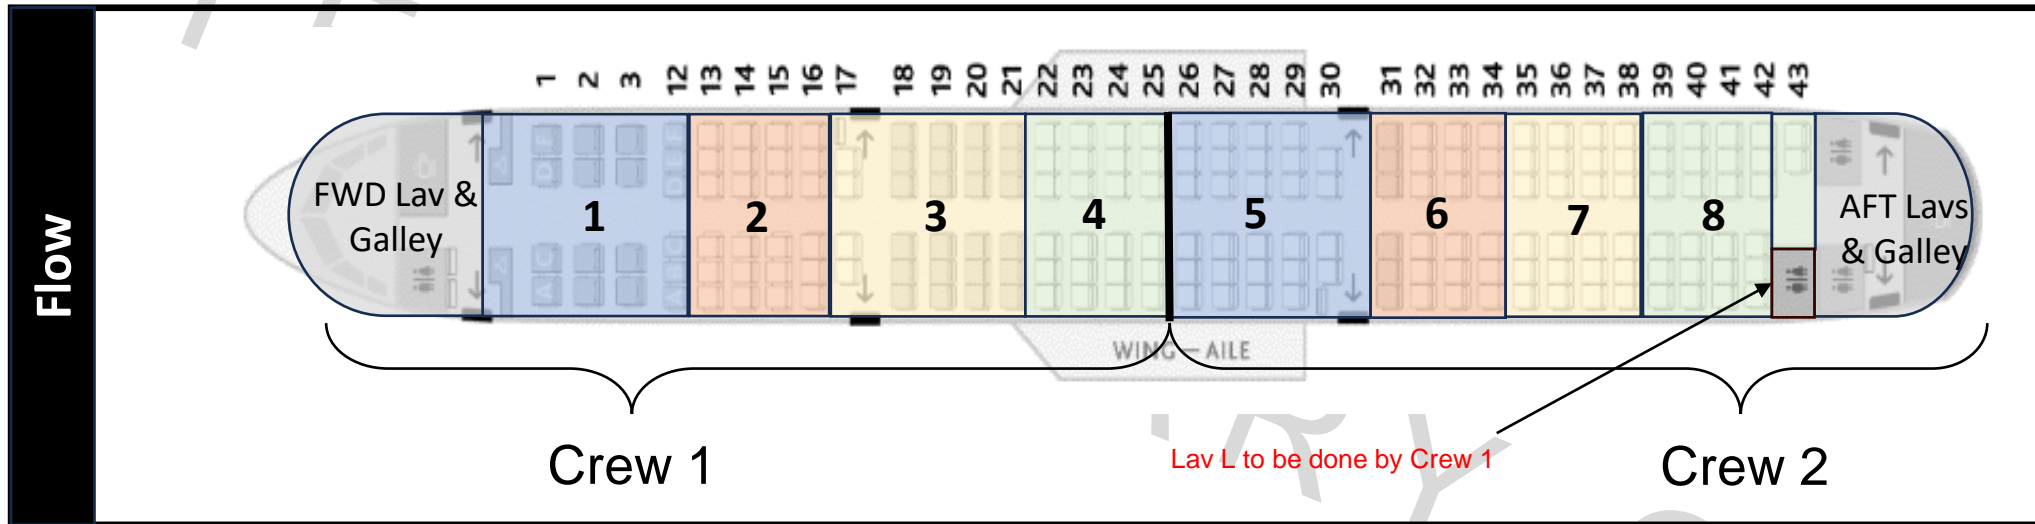 Flow
1 2 3 12 13 14 15 16 17 18 19 20 21 22 23 24 25 26 27 28 29 30 31 32 33 34 35 36 37 38 39 40 41 42 43
D E F
D E F
FWD Lav &
Galley
1 2 3 4 5 6 7 8
AFT Lavs
& Galley
A C
A B C
WING — AILE
Crew 1
Lav L to be done by Crew 1
Crew 2